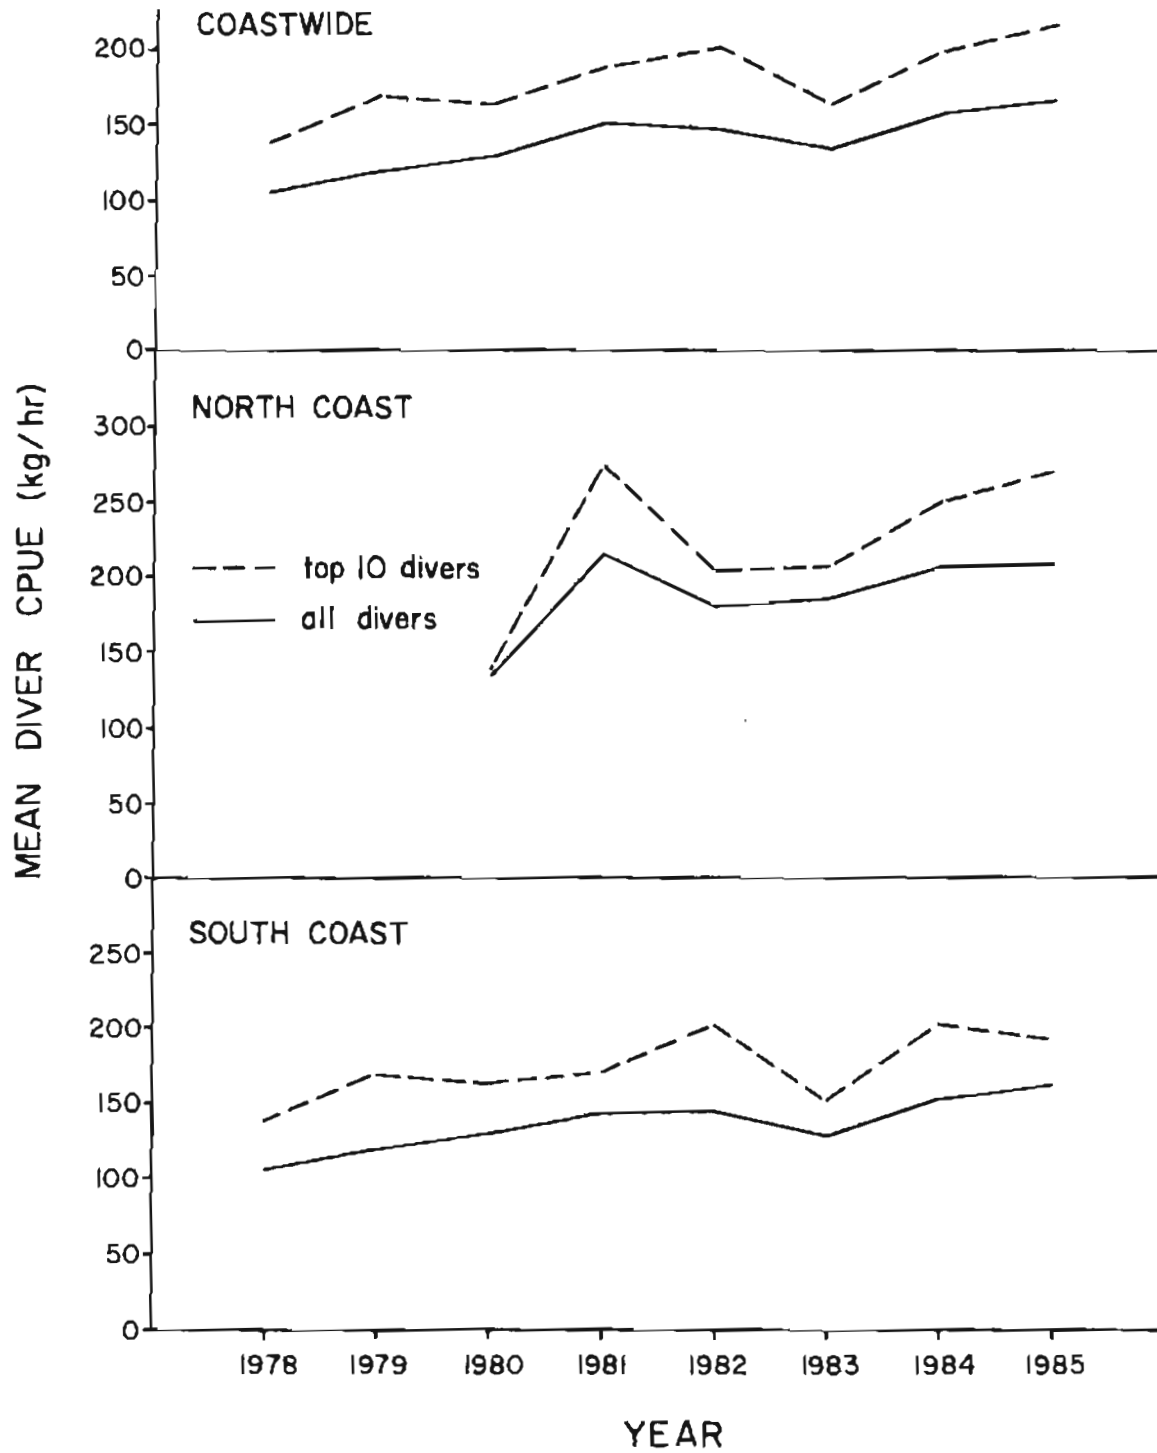 COASTWIDE
200
150
100
50
0
MEAN DIVER CPUE (kg/hr)
NORTH COAST
300
250
200
150
100
50
0
top 10 divers
all divers
SOUTH COAST
250
200
150
100
50
0
1978 1979 1980 1981 1982 1983 1984 1985
YEAR